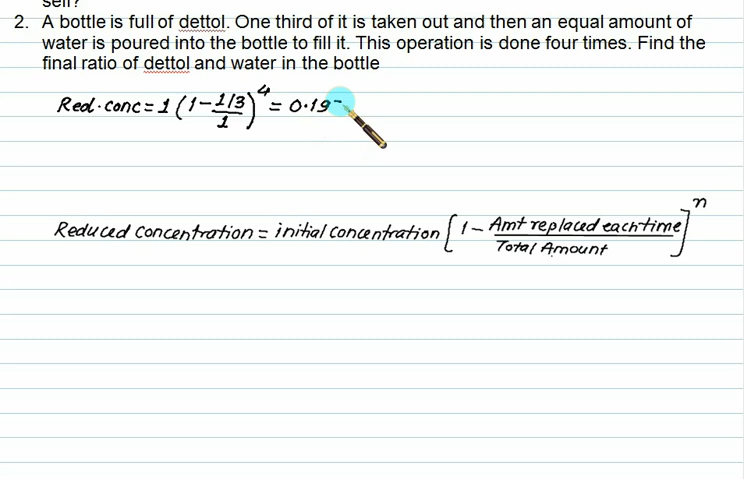 sell?
2. A bottle is full of dettol. One third of it is taken out and then an equal amount of
water is poured into the bottle to fill it. This operation is done four times. Find the
final ratio of dettol and water in the bottle
Red.conc = 1 (1 - 1/3 / 1)^4 = 0.19
Reduced concentration = initial concentration [1 - Amt replaced each time / Total Amount]^n